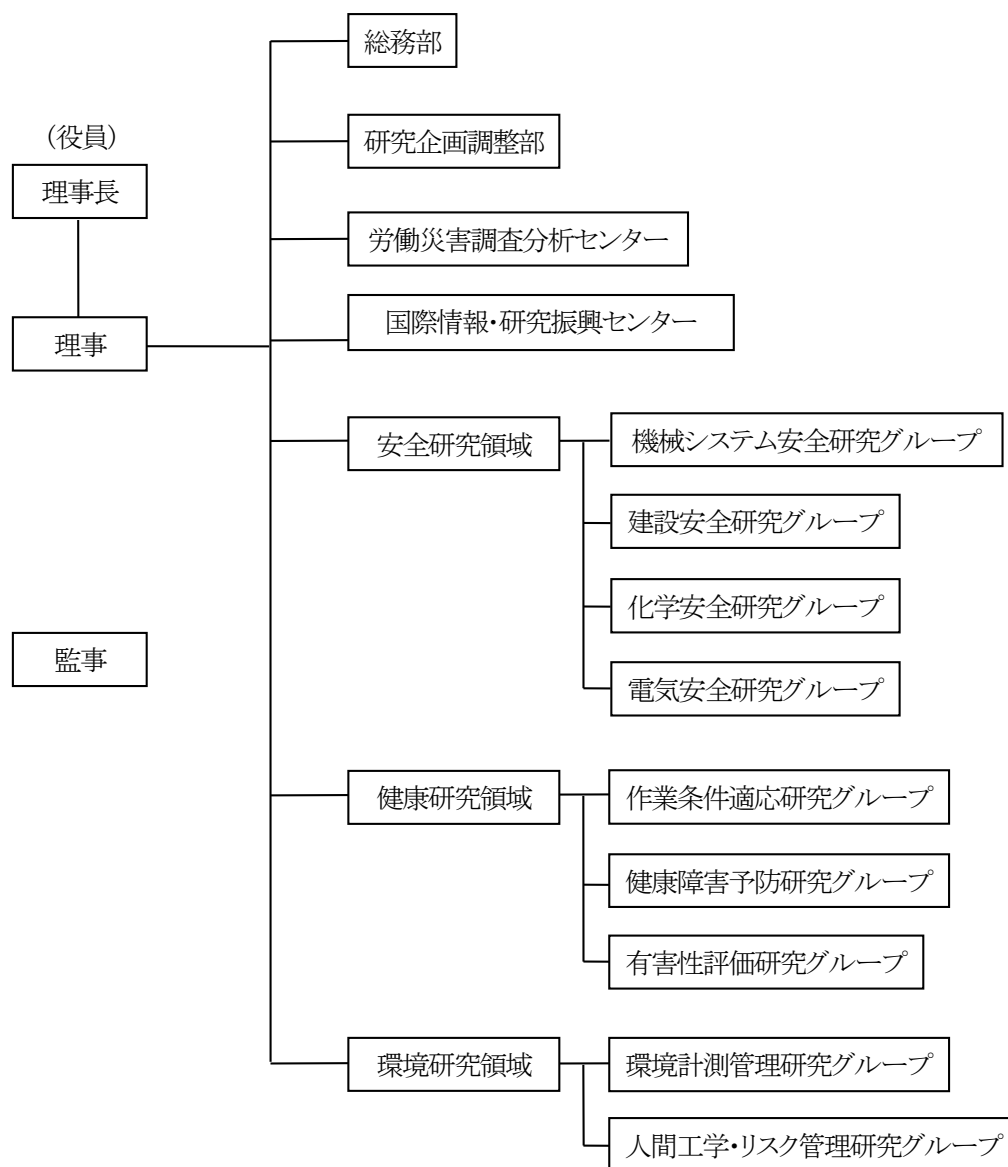 総務部
(役員)
研究企画調整部
理事長
労働災害調査分析センター
国際情報・研究振興センター
理事
安全研究領域
機械システム安全研究グループ
建設安全研究グループ
化学安全研究グループ
監事
電気安全研究グループ
健康研究領域
作業条件適応研究グループ
健康障害予防研究グループ
有害性評価研究グループ
環境研究領域
環境計測管理研究グループ
人間工学・リスク管理研究グループ